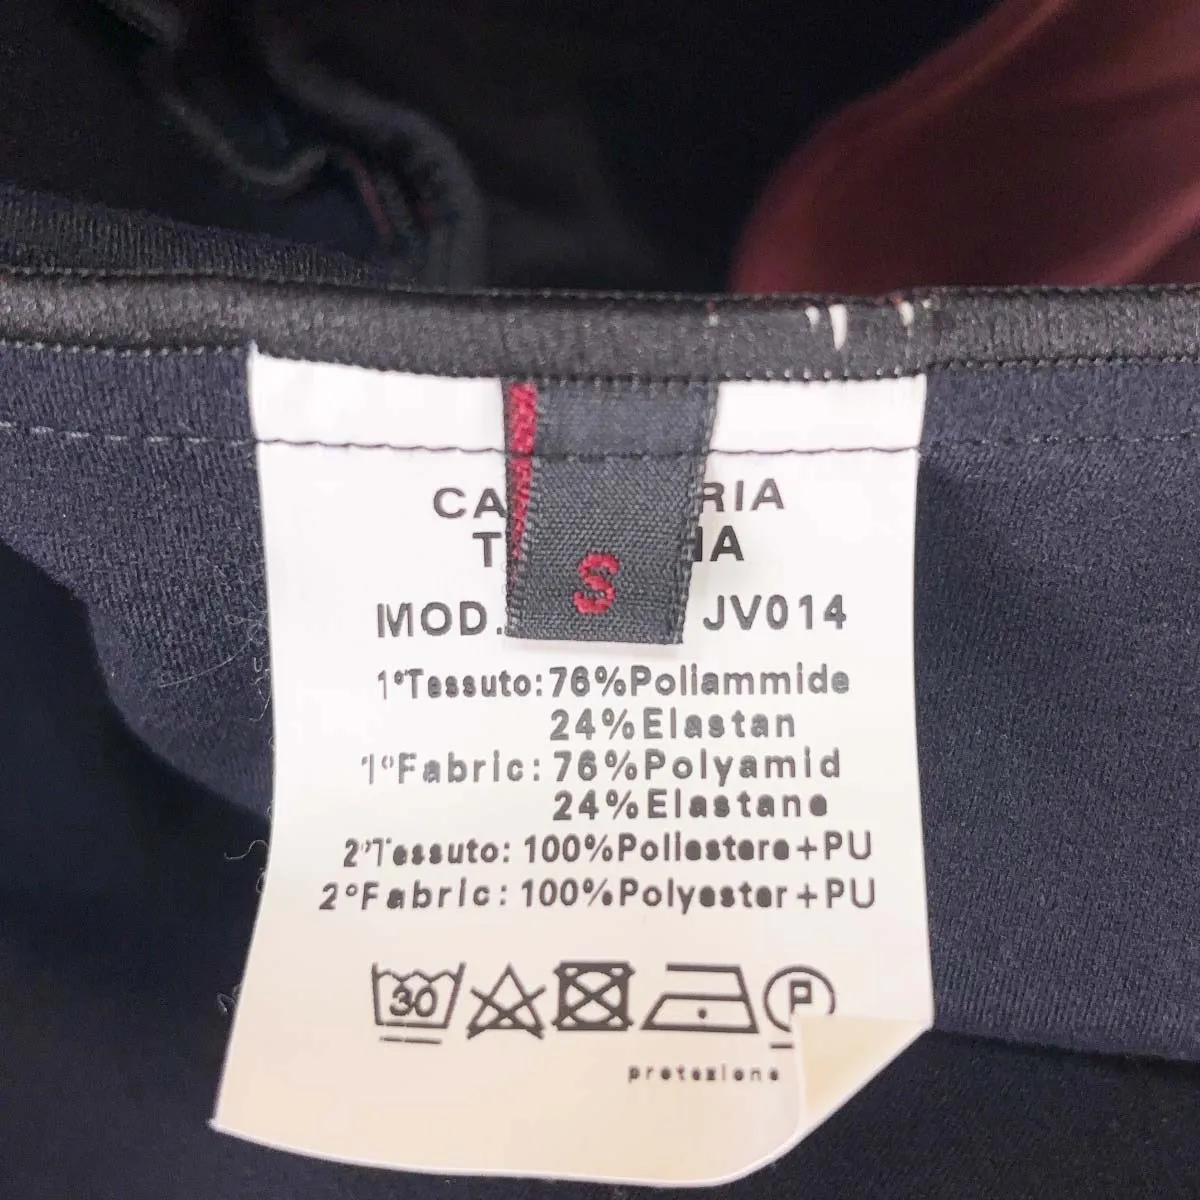 S
MOD. JV014
1°Tessuto: 76%Poliammide
24%Elastan
1°Fabric: 76%Polyamid
24%Elastane
2°Tessuto: 100%Poliestere+PU
2°Fabric: 100%Polyester+PU
30
P
protezione